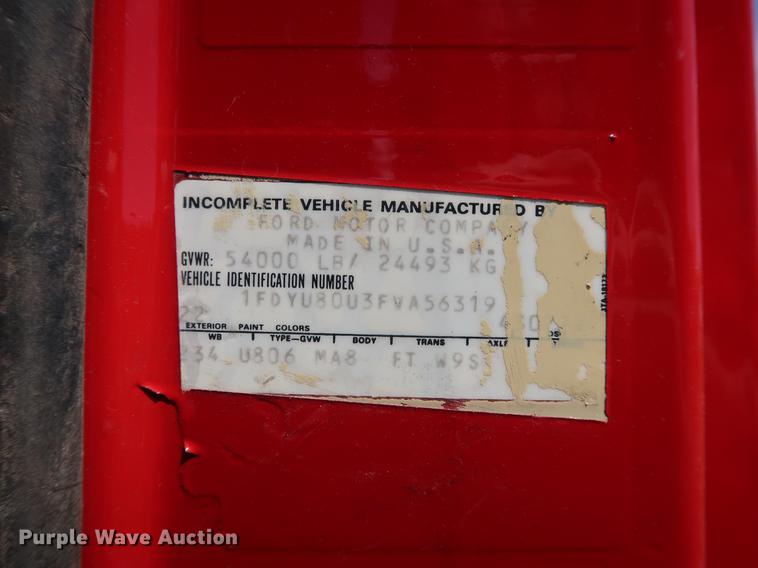 INCOMPLETE VEHICLE MANUFACTURED BY
FORD MOTOR COMPANY
MADE IN U.S.A.
GVWR: 54000 LB/ 24493 KG
VEHICLE IDENTIFICATION NUMBER
1FDYU80U3FVA56319
22
EXTERIOR PAINT COLORS
WB TYPE-GVW BODY TRANS AXLE
234 U806 MA8 FT W9S
Purple Wave Auction